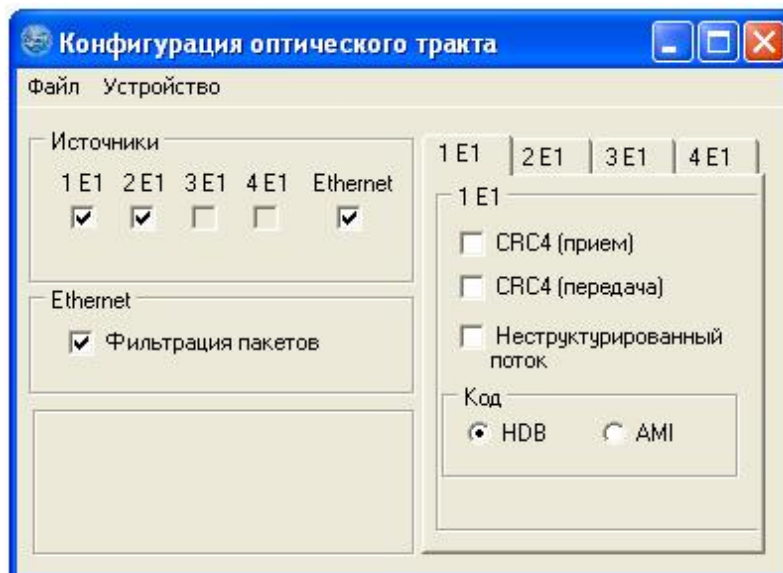 Конфигурация оптического тракта
Файл Устройство
Источники
1 E1 2 E1 3 E1 4 E1 Ethernet
Ethernet
Фильтрация пакетов
1 E1 2 E1 3 E1 4 E1
1 E1
CRC4 (прием)
CRC4 (передача)
Неструктурированный
поток
Код
HDB AMI